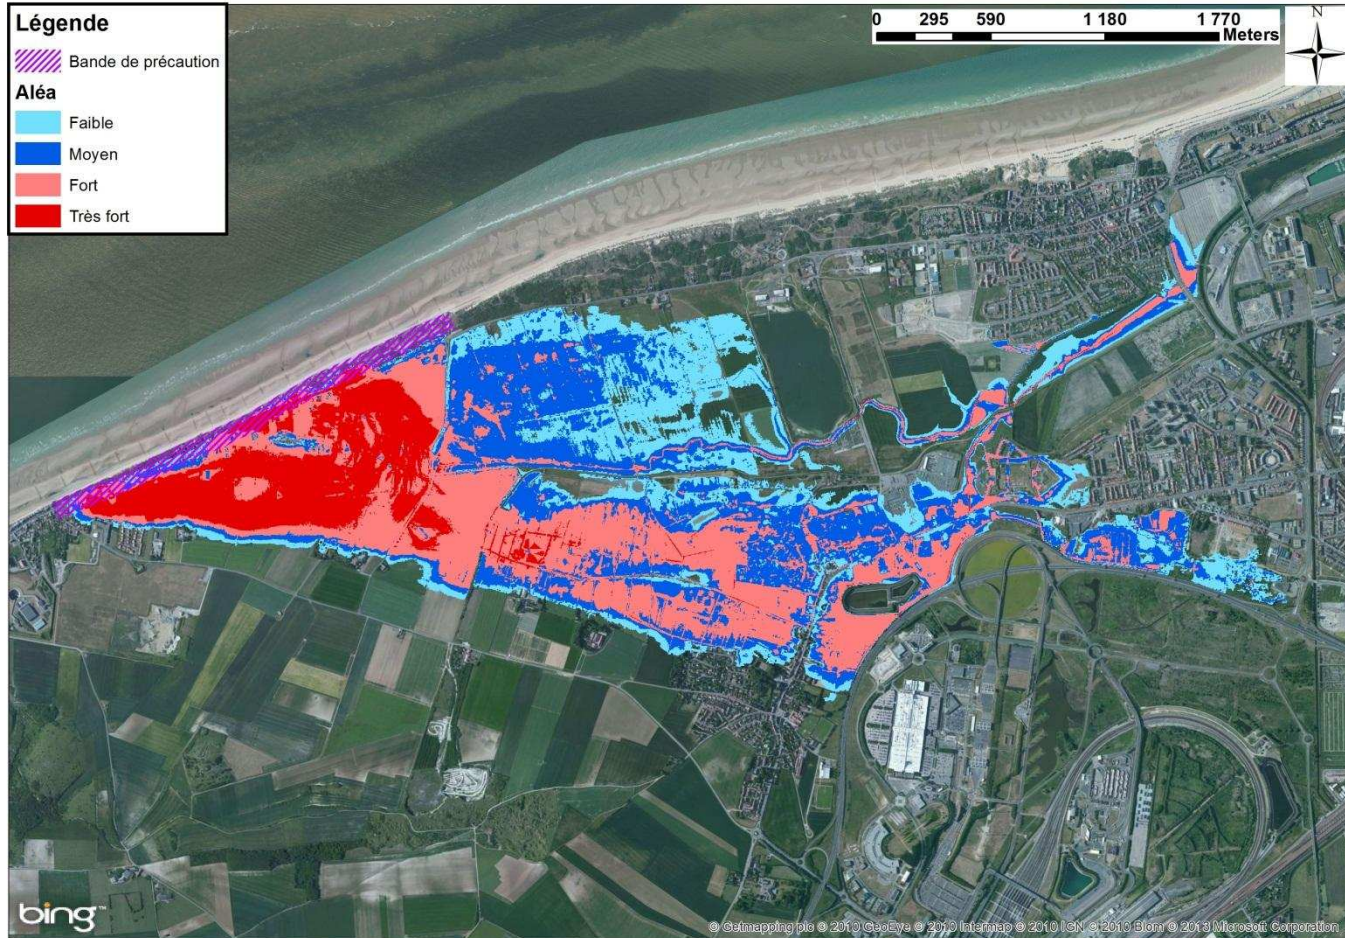 Légende
Bande de précaution
Aléa
Faible
Moyen
Fort
Très fort
0 295 590 1 180 1 770
Meters
N
bing™
© Getmapping plc © 2010 GeoEye © 2010 Intermap © 2010 IGN © 2010 Blom © 2013 Microsoft Corporation